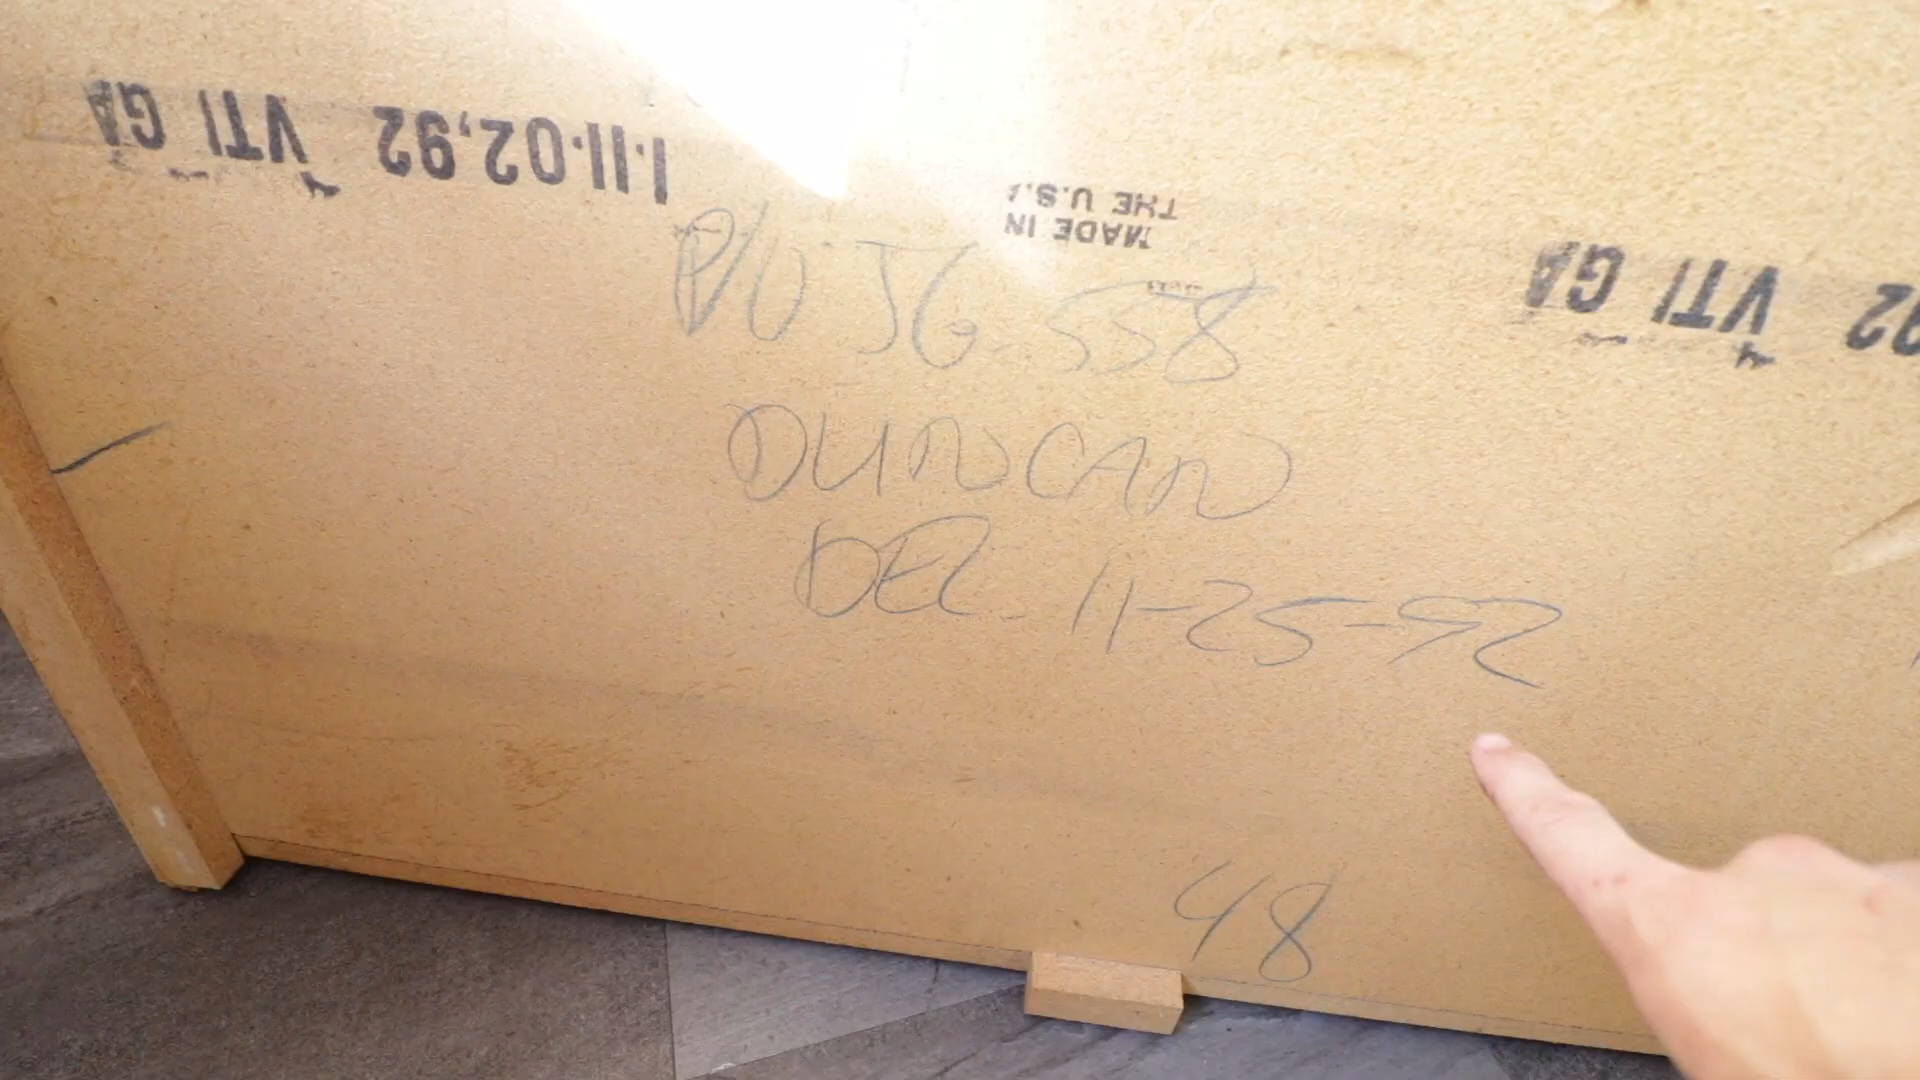 1·11·02,92 VTI GA
MADE IN
THE U.S.A
92 VTI GA
P/U JG 558
DUNCAN
DEL 11-25-92
48